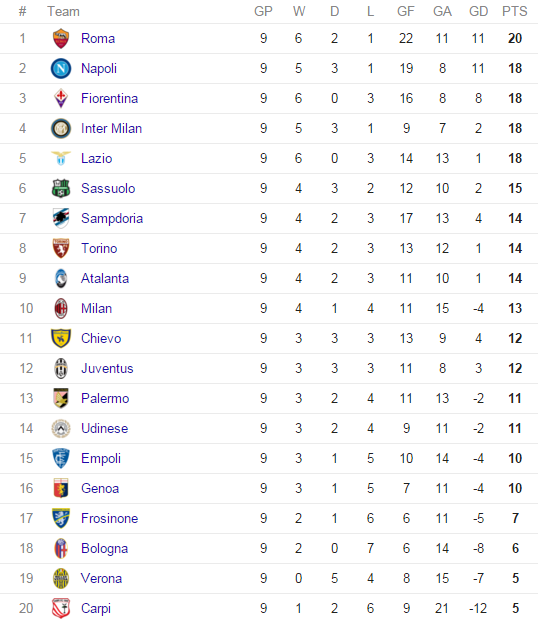 # Team GP W D L GF GA GD PTS
1 Roma 9 6 2 1 22 11 11 20
2 Napoli 9 5 3 1 19 8 11 18
3 Fiorentina 9 6 0 3 16 8 8 18
4 Inter Milan 9 5 3 1 9 7 2 18
5 Lazio 9 6 0 3 14 13 1 18
6 Sassuolo 9 4 3 2 12 10 2 15
7 Sampdoria 9 4 2 3 17 13 4 14
8 Torino 9 4 2 3 13 12 1 14
9 Atalanta 9 4 2 3 11 10 1 14
10 Milan 9 4 1 4 11 15 -4 13
11 Chievo 9 3 3 3 13 9 4 12
12 Juventus 9 3 3 3 11 8 3 12
13 Palermo 9 3 2 4 11 13 -2 11
14 Udinese 9 3 2 4 9 11 -2 11
15 Empoli 9 3 1 5 10 14 -4 10
16 Genoa 9 3 1 5 7 11 -4 10
17 Frosinone 9 2 1 6 6 11 -5 7
18 Bologna 9 2 0 7 6 14 -8 6
19 Verona 9 0 5 4 8 15 -7 5
20 Carpi 9 1 2 6 9 21 -12 5